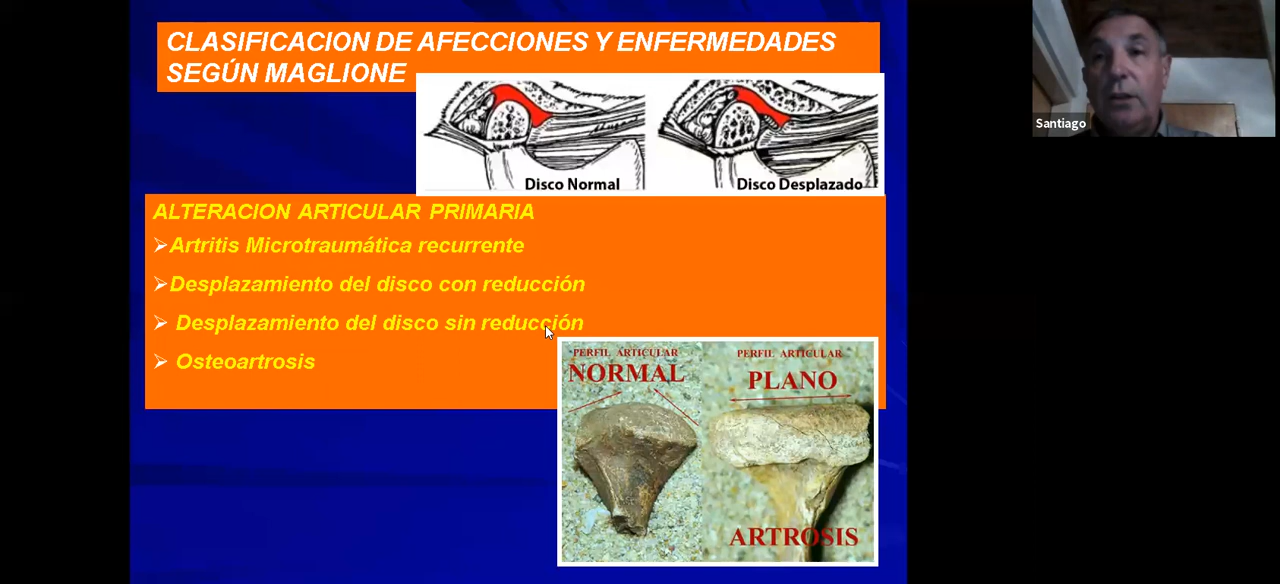 CLASIFICACION DE AFECCIONES Y ENFERMEDADES
SEGÚN MAGLIONE
Disco Normal
Disco Desplazado
ALTERACION ARTICULAR PRIMARIA
➢Artritis Microtraumática recurrente
➢Desplazamiento del disco con reducción
➢ Desplazamiento del disco sin reducción
➢ Osteoartrosis
PERFIL ARTICULAR
NORMAL
PERFIL ARTICULAR
PLANO
ARTROSIS
Santiago